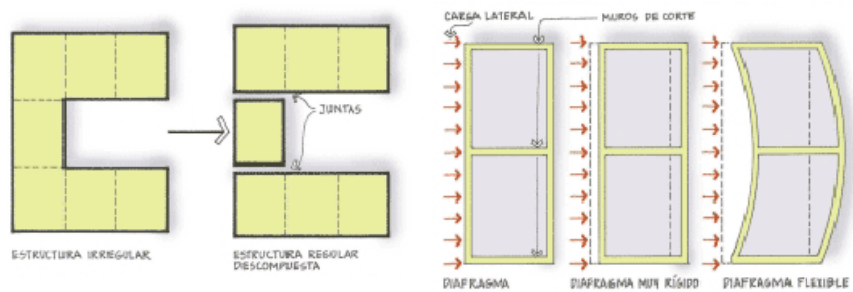 CARGA LATERAL
MUROS DE CORTE
JUNTAS
ESTRUCTURA IRREGULAR
ESTRUCTURA REGULAR
DESCOMPUESTA
DIAFRAGMA
DIAFRAGMA MUY RÍGIDO
DIAFRAGMA FLEXIBLE